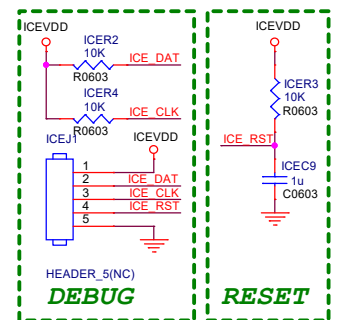 ICEVDD
ICER2
10K
ICE_DAT
R0603
ICER4
10K
ICE_CLK
R0603
ICEJ1
ICEVDD
1
2
ICE_DAT
3
ICE_CLK
4
ICE_RST
5
HEADER_5(NC)
DEBUG
ICEVDD
ICER3
10K
R0603
ICE_RST
ICEC9
1u
C0603
RESET